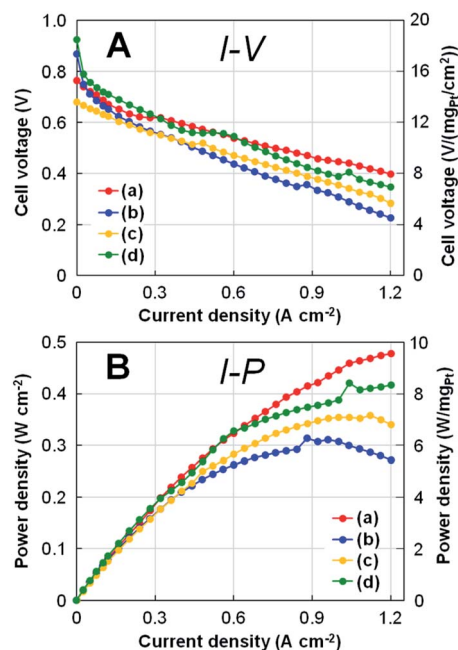 A I-V
1.0
0.8
0.6
0.4
0.2
0
Cell voltage (V)
20
16
12
8
4
0
Cell voltage (V/(mgPt/cm²))
(a)
(b)
(c)
(d)
0 0.3 0.6 0.9 1.2
Current density (A cm-2)
B I-P
0.5
0.4
0.3
0.2
0.1
0
Power density (W cm-2)
10
8
6
4
2
0
Power density (W/mgPt)
(a)
(b)
(c)
(d)
0 0.3 0.6 0.9 1.2
Current density (A cm-2)